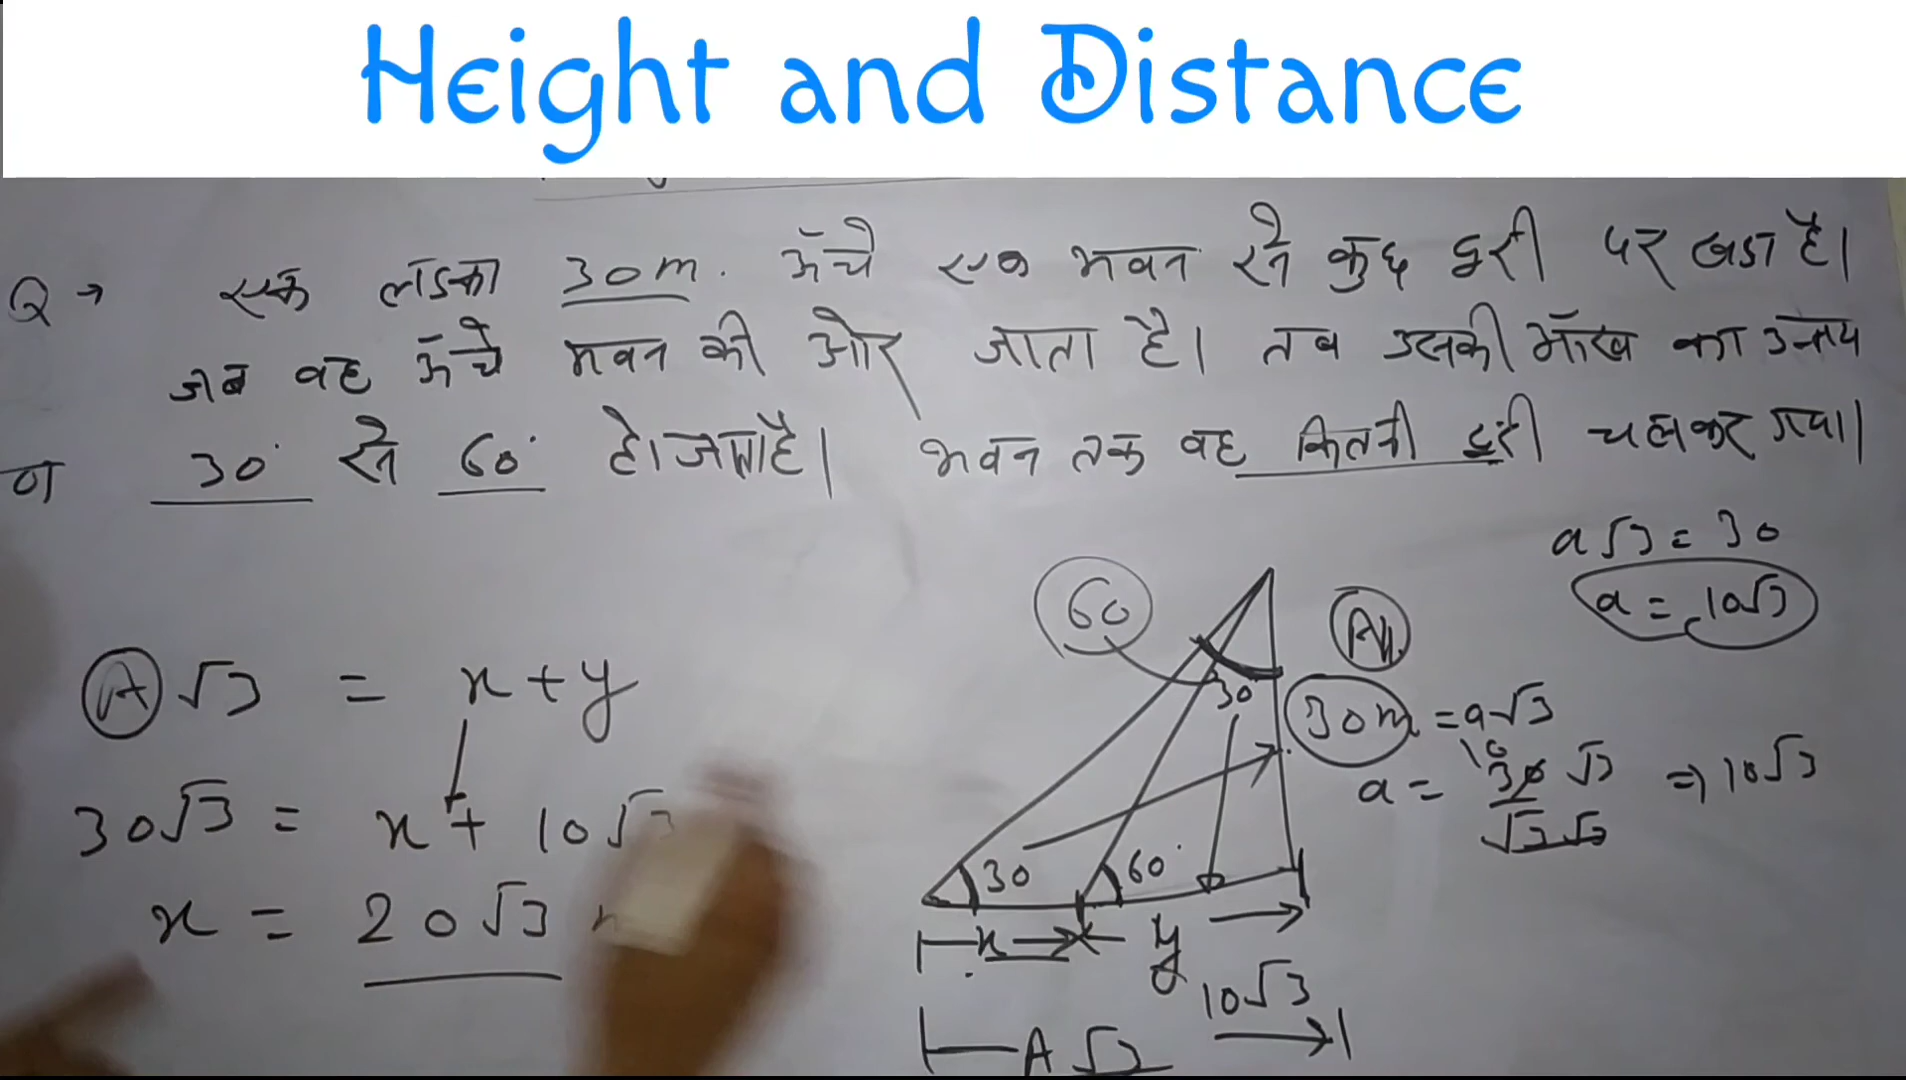 Height and Distance
Q → एक लडका 30m. ऊँचे एक भवन से कुछ दुरी पर खडा है।
जब वह ऊँचे भवन की ओर जाता है। तब उसकी आँख का उन्नय
ण 30° से 60° हो जाता है। भवन तक वह कितनी दुरी चलकर गया।
a√3 = 30
a = 10√3
60
A√3 = x+y
30
30m = a√3
10
a = 30 √3 ⇒ 10√3
√3 √3
30√3 = x + 10√3
30 60°
x = 20√3
x y
10√3
A√3